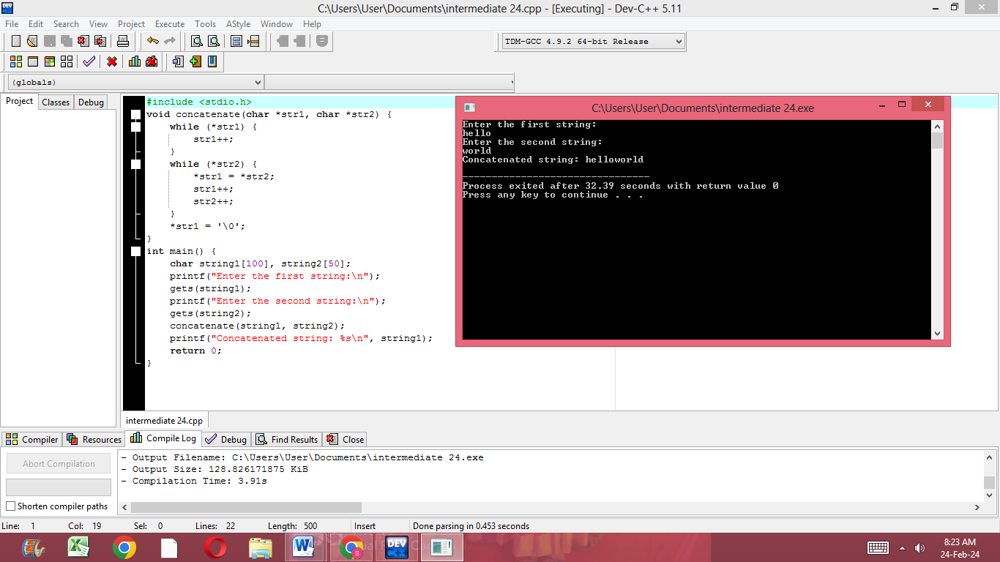 C:\Users\User\Documents\intermediate 24.cpp - [Executing] - Dev-C++ 5.11
File Edit Search View Project Execute Tools AStyle Window Help
TDM-GCC 4.9.2 64-bit Release
(globals)
Project Classes Debug
#include <stdio.h>
void concatenate(char *str1, char *str2) {
    while (*str1) {
        str1++;
    }
    while (*str2) {
        *str1 = *str2;
        str1++;
        str2++;
    }
    *str1 = '\0';
}
int main() {
    char string1[100], string2[50];
    printf("Enter the first string:\n");
    gets(string1);
    printf("Enter the second string:\n");
    gets(string2);
    concatenate(string1, string2);
    printf("Concatenated string: %s\n", string1);
    return 0;
}
C:\Users\User\Documents\intermediate 24.exe
Enter the first string:
hello
Enter the second string:
world
Concatenated string: helloworld
--------------------------------
Process exited after 32.39 seconds with return value 0
Press any key to continue . . .
intermediate 24.cpp
Compiler Resources Compile Log Debug Find Results Close
Abort Compilation
Shorten compiler paths
- Output Filename: C:\Users\User\Documents\intermediate 24.exe
- Output Size: 128.826171875 KiB
- Compilation Time: 3.91s
Line: 1 Col: 19 Sel: 0 Lines: 22 Length: 500 Insert Done parsing in 0.453 seconds
DEV
C++
8:23 AM
24-Feb-24